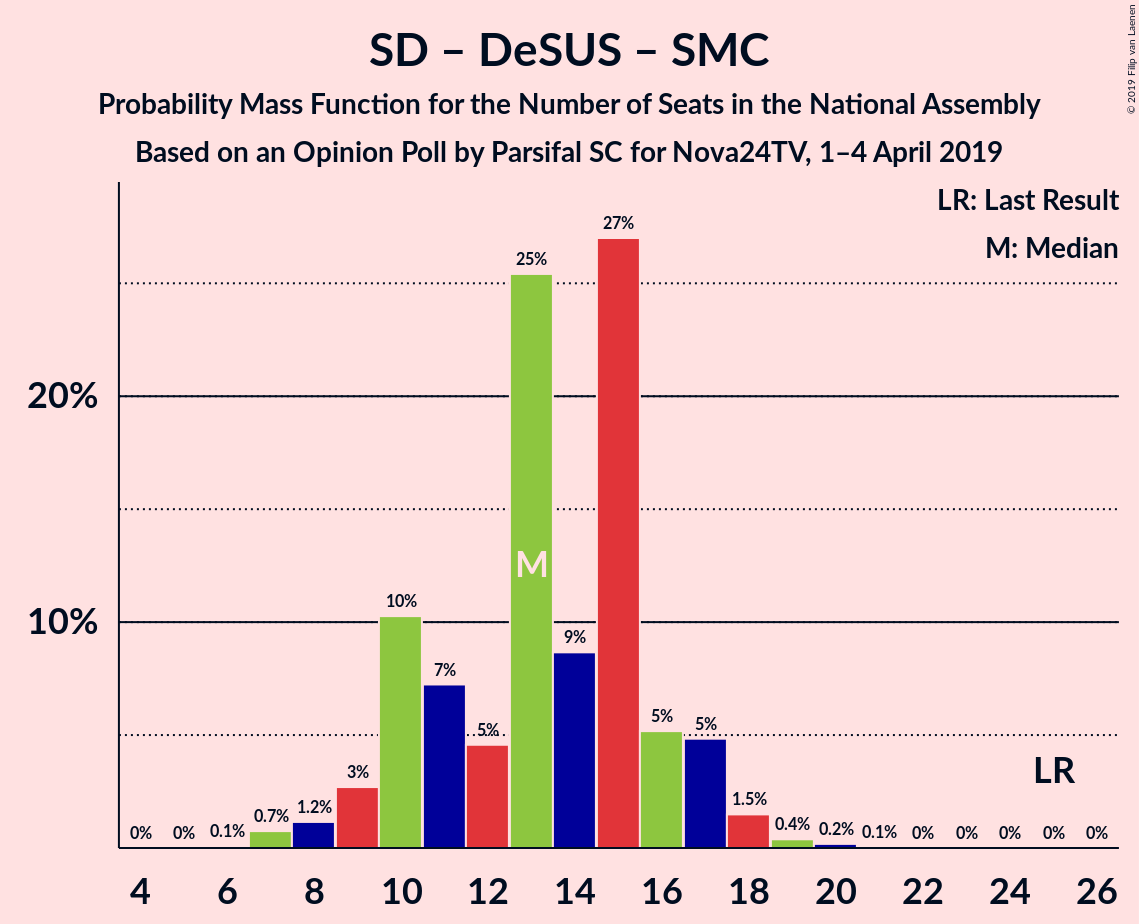 SD – DeSUS – SMC
Probability Mass Function for the Number of Seats in the National Assembly
Based on an Opinion Poll by Parsifal SC for Nova24TV, 1–4 April 2019
© 2019 Filip van Laenen
LR: Last Result
M: Median
27%
25%
20%
M
10%
10%
9%
7%
5%
5%
5%
LR
3%
1.5%
1.2%
0.7%
0.4%
0% 0% 0.1% 0.2% 0.1% 0% 0% 0% 0% 0%
4 6 8 10 12 14 16 18 20 22 24 26